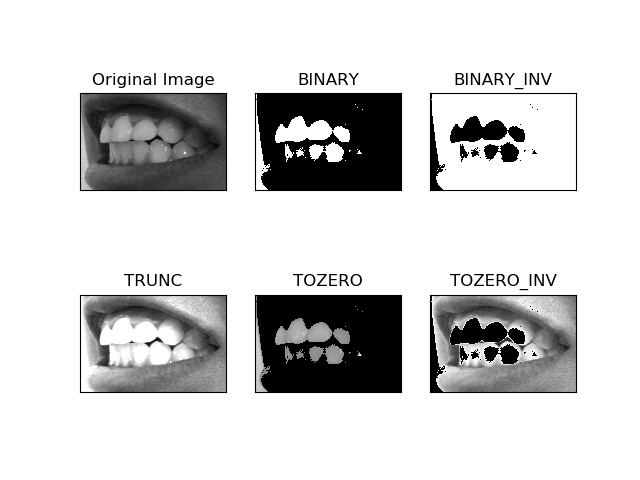 Original Image
BINARY
BINARY_INV
TRUNC
TOZERO
TOZERO_INV